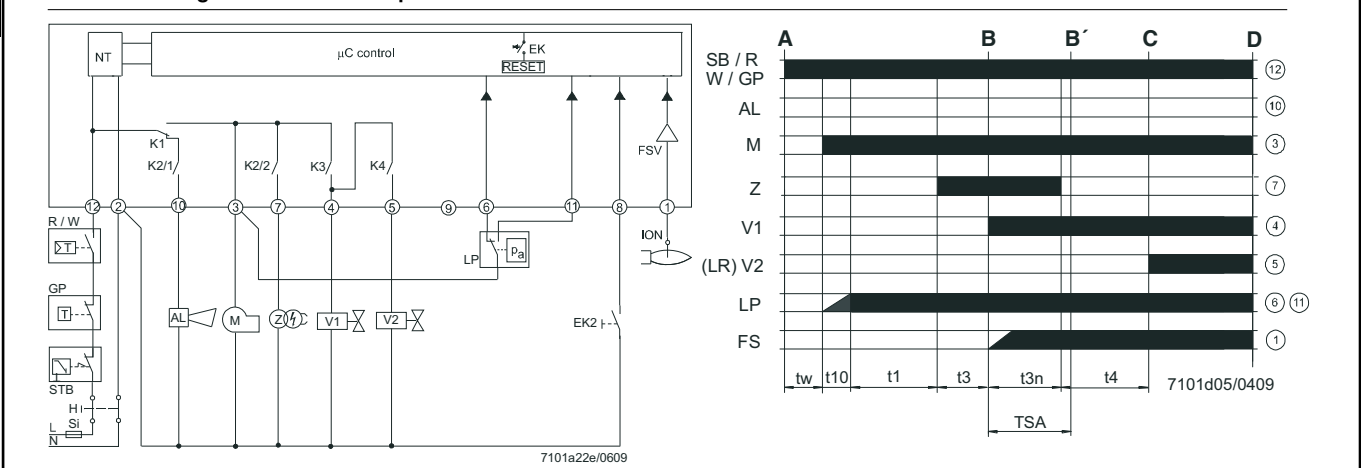 NT
µC control
EK
RESET
FSV
K1
K2/1
K2/2
K3
K4
12 2 10 3 7 4 5 9 6 11 8 1
R / W
T
GP
T
STB
H
Si
L
N
AL
M
Z
V1
V2
LP
pa
ION
EK2
7101a22e/0609
A B B´ C D
SB / R
W / GP
12
AL 10
M 3
Z 7
V1 4
(LR) V2 5
LP 6 11
FS 1
tw t10 t1 t3 t3n t4
7101d05/0409
TSA